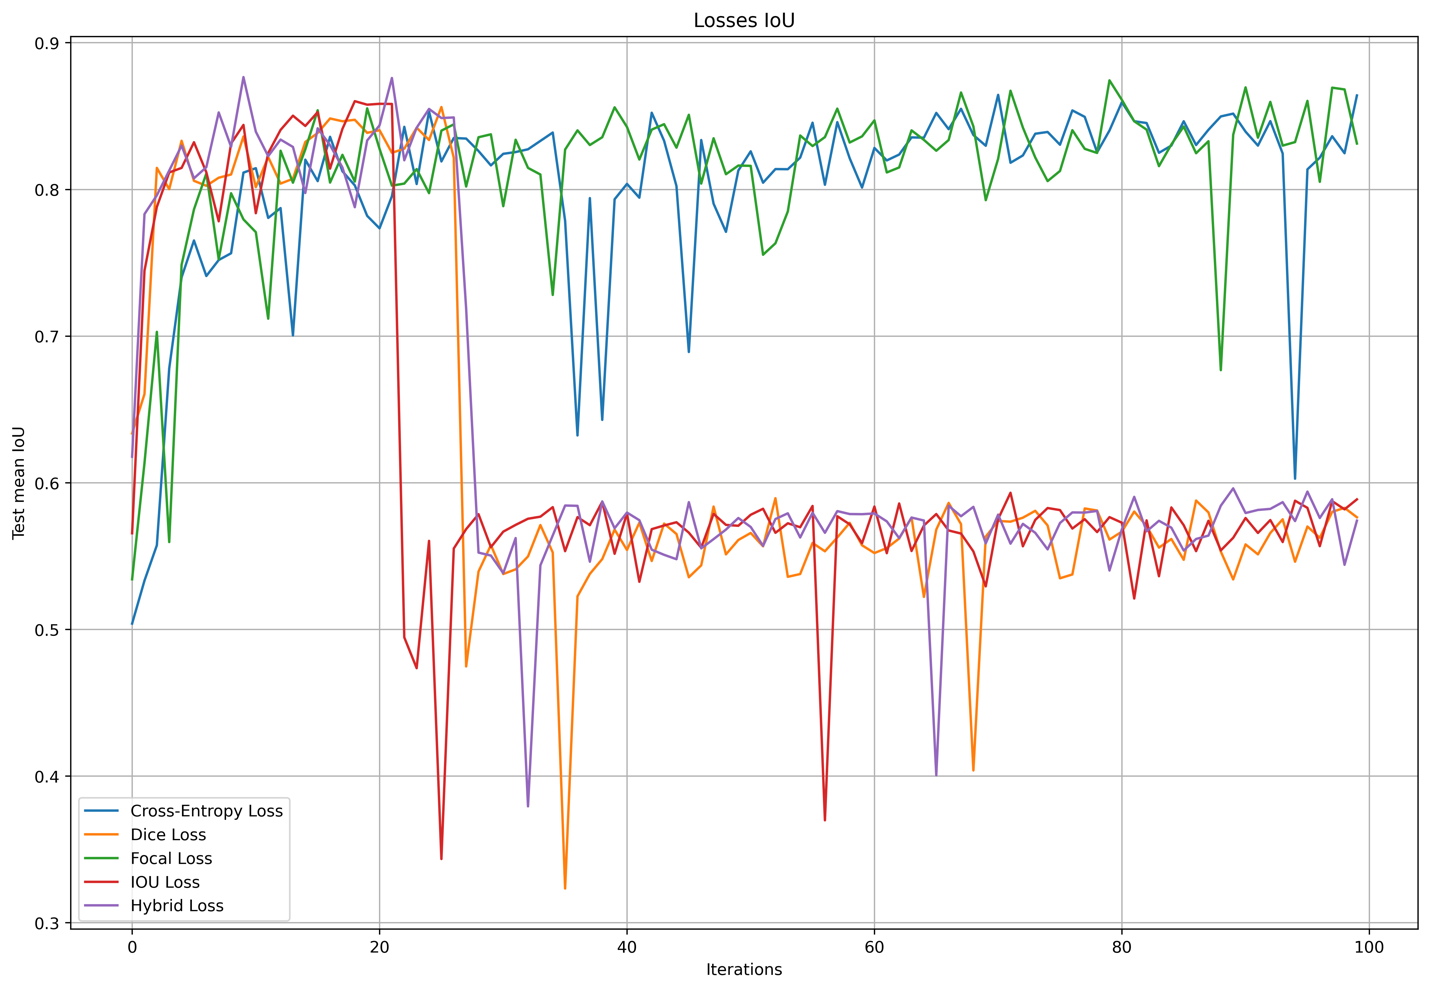 Losses IoU
0.9
0.8
0.7
0.6
0.5
0.4
0.3
Test mean IoU
Cross-Entropy Loss
Dice Loss
Focal Loss
IOU Loss
Hybrid Loss
0 20 40 60 80 100
Iterations